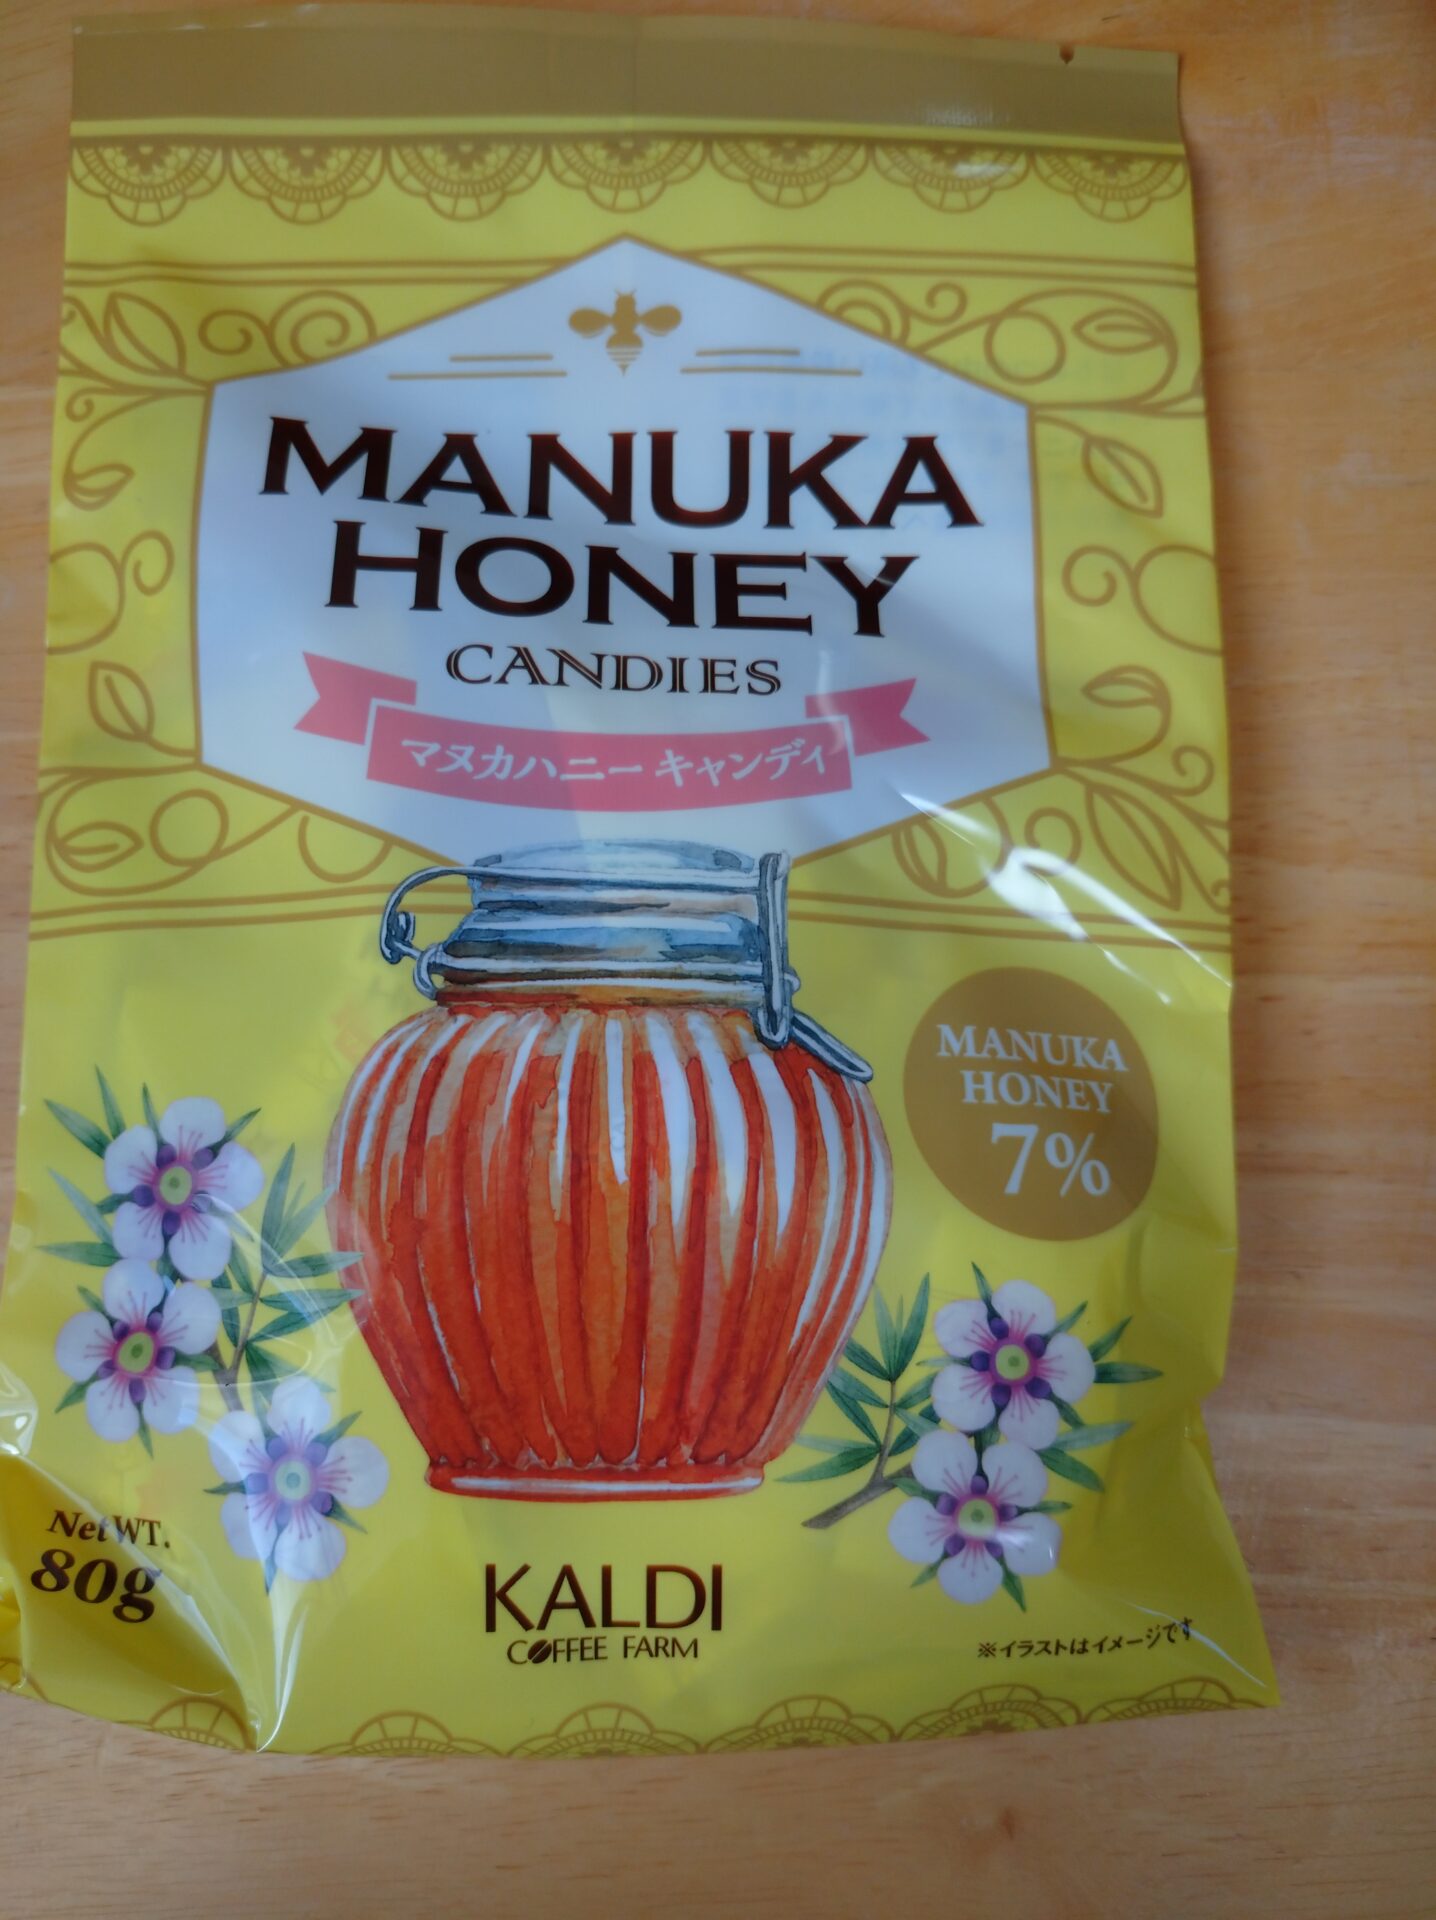 MANUKA
HONEY
CANDIES
マヌカハニー キャンディ
MANUKA
HONEY
7%
Net WT.
80g
KALDI
COFFEE FARM
※イラストはイメージです